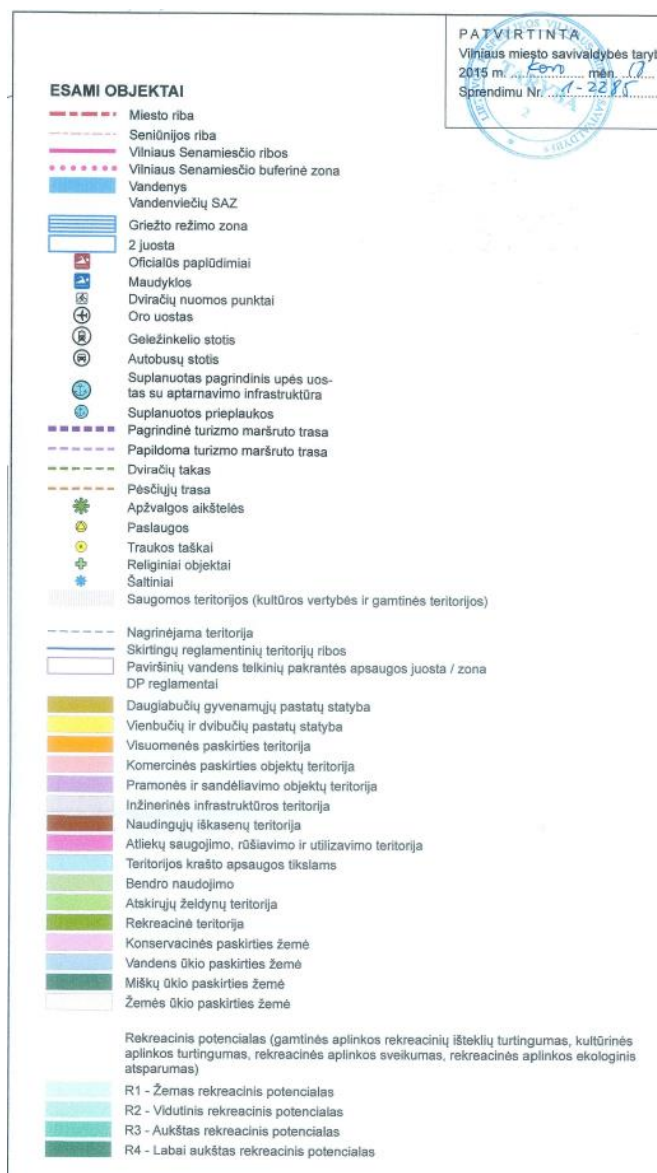 PATVIRTINTA
Vilniaus miesto savivaldybės taryb
2015 m. mėn.
Sprendimu Nr. 1-2285
TARYBA
2
ESAMI OBJEKTAI
Miesto riba
Seniūnijos riba
Vilniaus Senamiesčio ribos
Vilniaus Senamiesčio buferinė zona
Vandenys
Vandenviečių SAZ
Griežto režimo zona
2 juosta
Oficialūs paplūdimiai
Maudyklos
Dviračių nuomos punktai
Oro uostas
Geležinkelio stotis
Autobusų stotis
Suplanuotas pagrindinis upės uos-
tas su aptarnavimo infrastruktūra
Suplanuotos prieplaukos
Pagrindinė turizmo maršruto trasa
Papildoma turizmo maršruto trasa
Dviračių takas
Pėsčiųjų trasa
Apžvalgos aikštelės
Paslaugos
Traukos taškai
Religiniai objektai
Šaltiniai
Saugomos teritorijos (kultūros vertybės ir gamtinės teritorijos)
Nagrinėjama teritorija
Skirtingų reglamentinių teritorijų ribos
Paviršinių vandens telkinių pakrantės apsaugos juosta / zona
DP reglamentai
Daugiabučių gyvenamųjų pastatų statyba
Vienbučių ir dvibučių pastatų statyba
Visuomenės paskirties teritorija
Komercinės paskirties objektų teritorija
Pramonės ir sandėliavimo objektų teritorija
Inžinerinės infrastruktūros teritorija
Naudingųjų iškasenų teritorija
Atliekų saugojimo, rūšiavimo ir utilizavimo teritorija
Teritorijos krašto apsaugos tikslams
Bendro naudojimo
Atskirųjų želdynų teritorija
Rekreacinė teritorija
Konservacinės paskirties žemė
Vandens ūkio paskirties žemė
Miškų ūkio paskirties žemė
Žemės ūkio paskirties žemė
Rekreacinis potencialas (gamtinės aplinkos rekreacinių išteklių turtingumas, kultūrinės
aplinkos turtingumas, rekreacinės aplinkos sveikumas, rekreacinės aplinkos ekologinis
atsparumas)
R1 - Žemas rekreacinis potencialas
R2 - Vidutinis rekreacinis potencialas
R3 - Aukštas rekreacinis potencialas
R4 - Labai aukštas rekreacinis potencialas